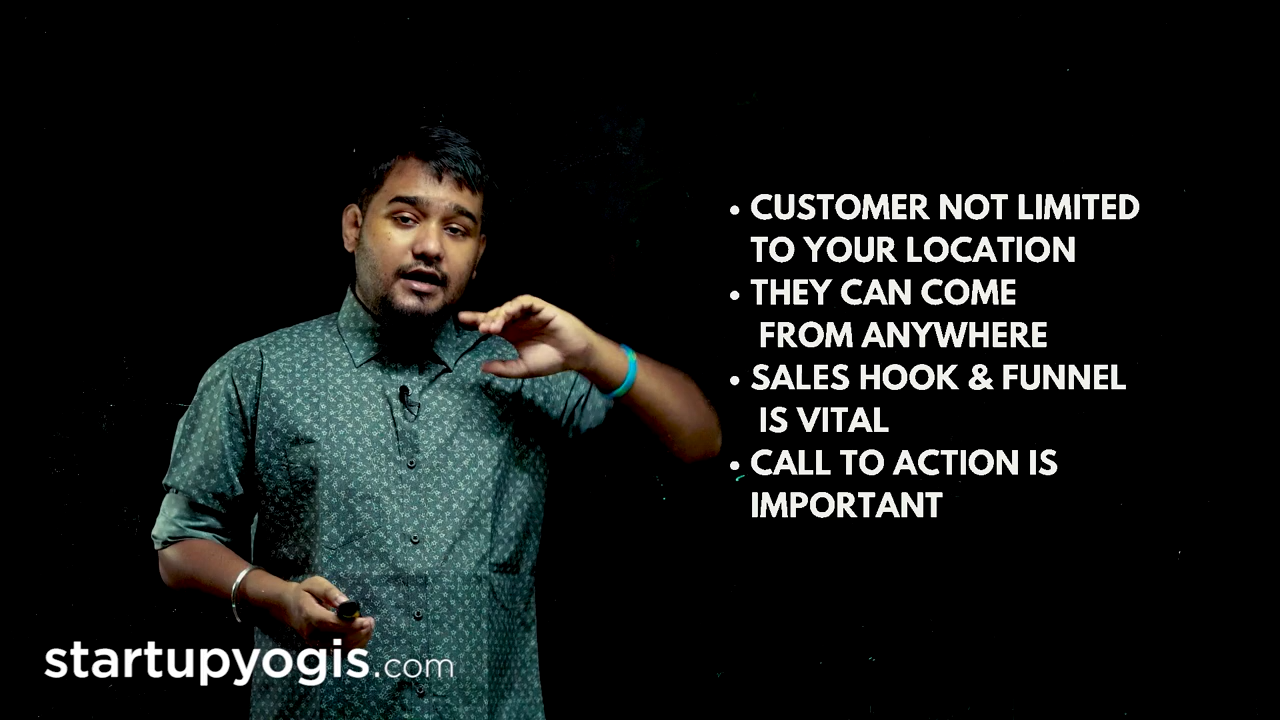 • CUSTOMER NOT LIMITED
TO YOUR LOCATION
• THEY CAN COME
FROM ANYWHERE
• SALES HOOK & FUNNEL
IS VITAL
• CALL TO ACTION IS
IMPORTANT
startupyogis.com